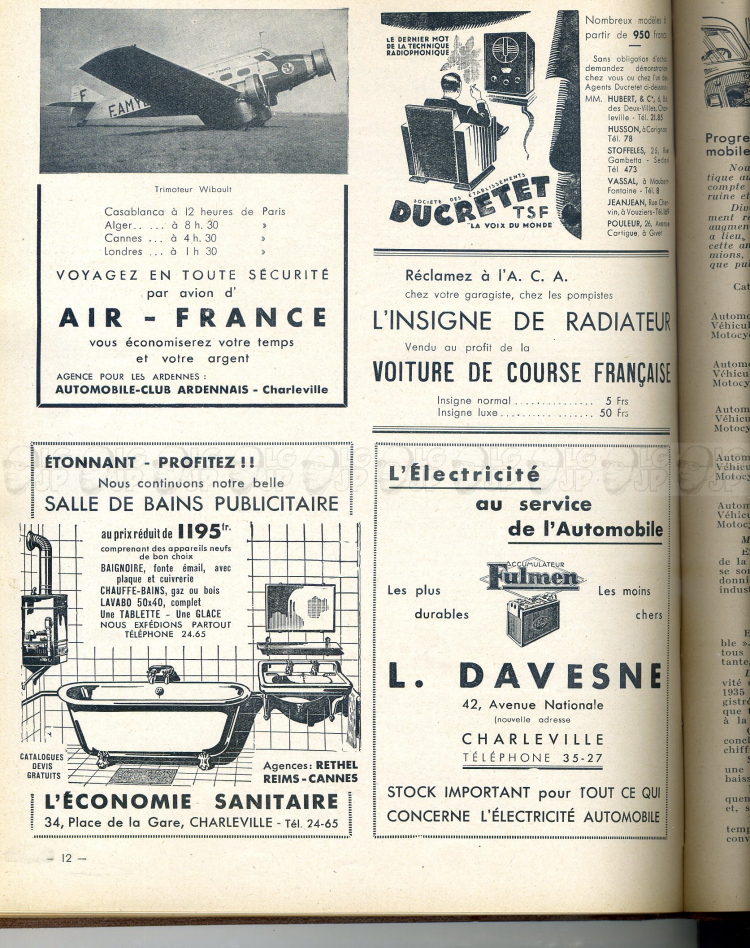 Trimoteur Wibault
Casablanca à 12 heures de Paris
Alger..... à 8 h. 30 »
Cannes ... à 4 h. 30 »
Londres ... à 1 h 30 »
VOYAGEZ EN TOUTE SÉCURITÉ
par avion d'
AIR - FRANCE
vous économiserez votre temps
et votre argent
AGENCE POUR LES ARDENNES :
AUTOMOBILE-CLUB ARDENNAIS - Charleville
LE DERNIER MOT
DE LA TECHNIQUE
RADIOPHONIQUE
SOCIÉTÉ DES ÉTABLISSEMENTS
DUCRETET
TSF
"LA VOIX DU MONDE
Nombreux modèles à
partir de 950 francs
Sans obligation d'achat
demandez démonstration
chez vous ou chez l'un des
Agents Ducretet ci-dessous
MM. HUBERT, & Cie,
des Deux-Villes, Char
leville - Tél. 21.85
HUSSON, à Carignan
Tél. 78
STOFFELES, 25, Rue
Gambetta - Sedan
Tél 473
VASSAL, à Maubert-
Fontaine - Tél. 8
JEANJEAN, Rue Chan
vin, à Vouziers - Tél.
POULEUR, 26, Avenue
Cartigue, à Givet
Réclamez à l'A. C. A.
chez votre garagiste, chez les pompistes
L'INSIGNE DE RADIATEUR
Vendu au profit de la
VOITURE DE COURSE FRANÇAISE
Insigne normal ............... 5 Frs
Insigne luxe................. 50 Frs
ÉTONNANT - PROFITEZ !!
Nous continuons notre belle
SALLE DE BAINS PUBLICITAIRE
au prix réduit de 1195 fr.
comprenant des appareils neufs
de bon choix
BAIGNOIRE, fonte émail, avec
plaque et cuivrerie
CHAUFFE-BAINS, gaz ou bois
LAVABO 50x40, complet
Une TABLETTE - Une GLACE
NOUS EXPÉDIONS PARTOUT
TÉLÉPHONE 24.65
CATALOGUES
DEVIS
GRATUITS
Agences: RETHEL
REIMS - CANNES
L'ÉCONOMIE SANITAIRE
34, Place de la Gare, CHARLEVILLE - Tél. 24-65
L'Électricité
au service
de l'Automobile
ACCUMULATEUR
Fulmen
Les plus
durables
Les moins
chers
L. DAVESNE
42, Avenue Nationale
(nouvelle adresse
CHARLEVILLE
TÉLÉPHONE 35-27
STOCK IMPORTANT pour TOUT CE QUI
CONCERNE L'ÉLECTRICITÉ AUTOMOBILE
— 12 —